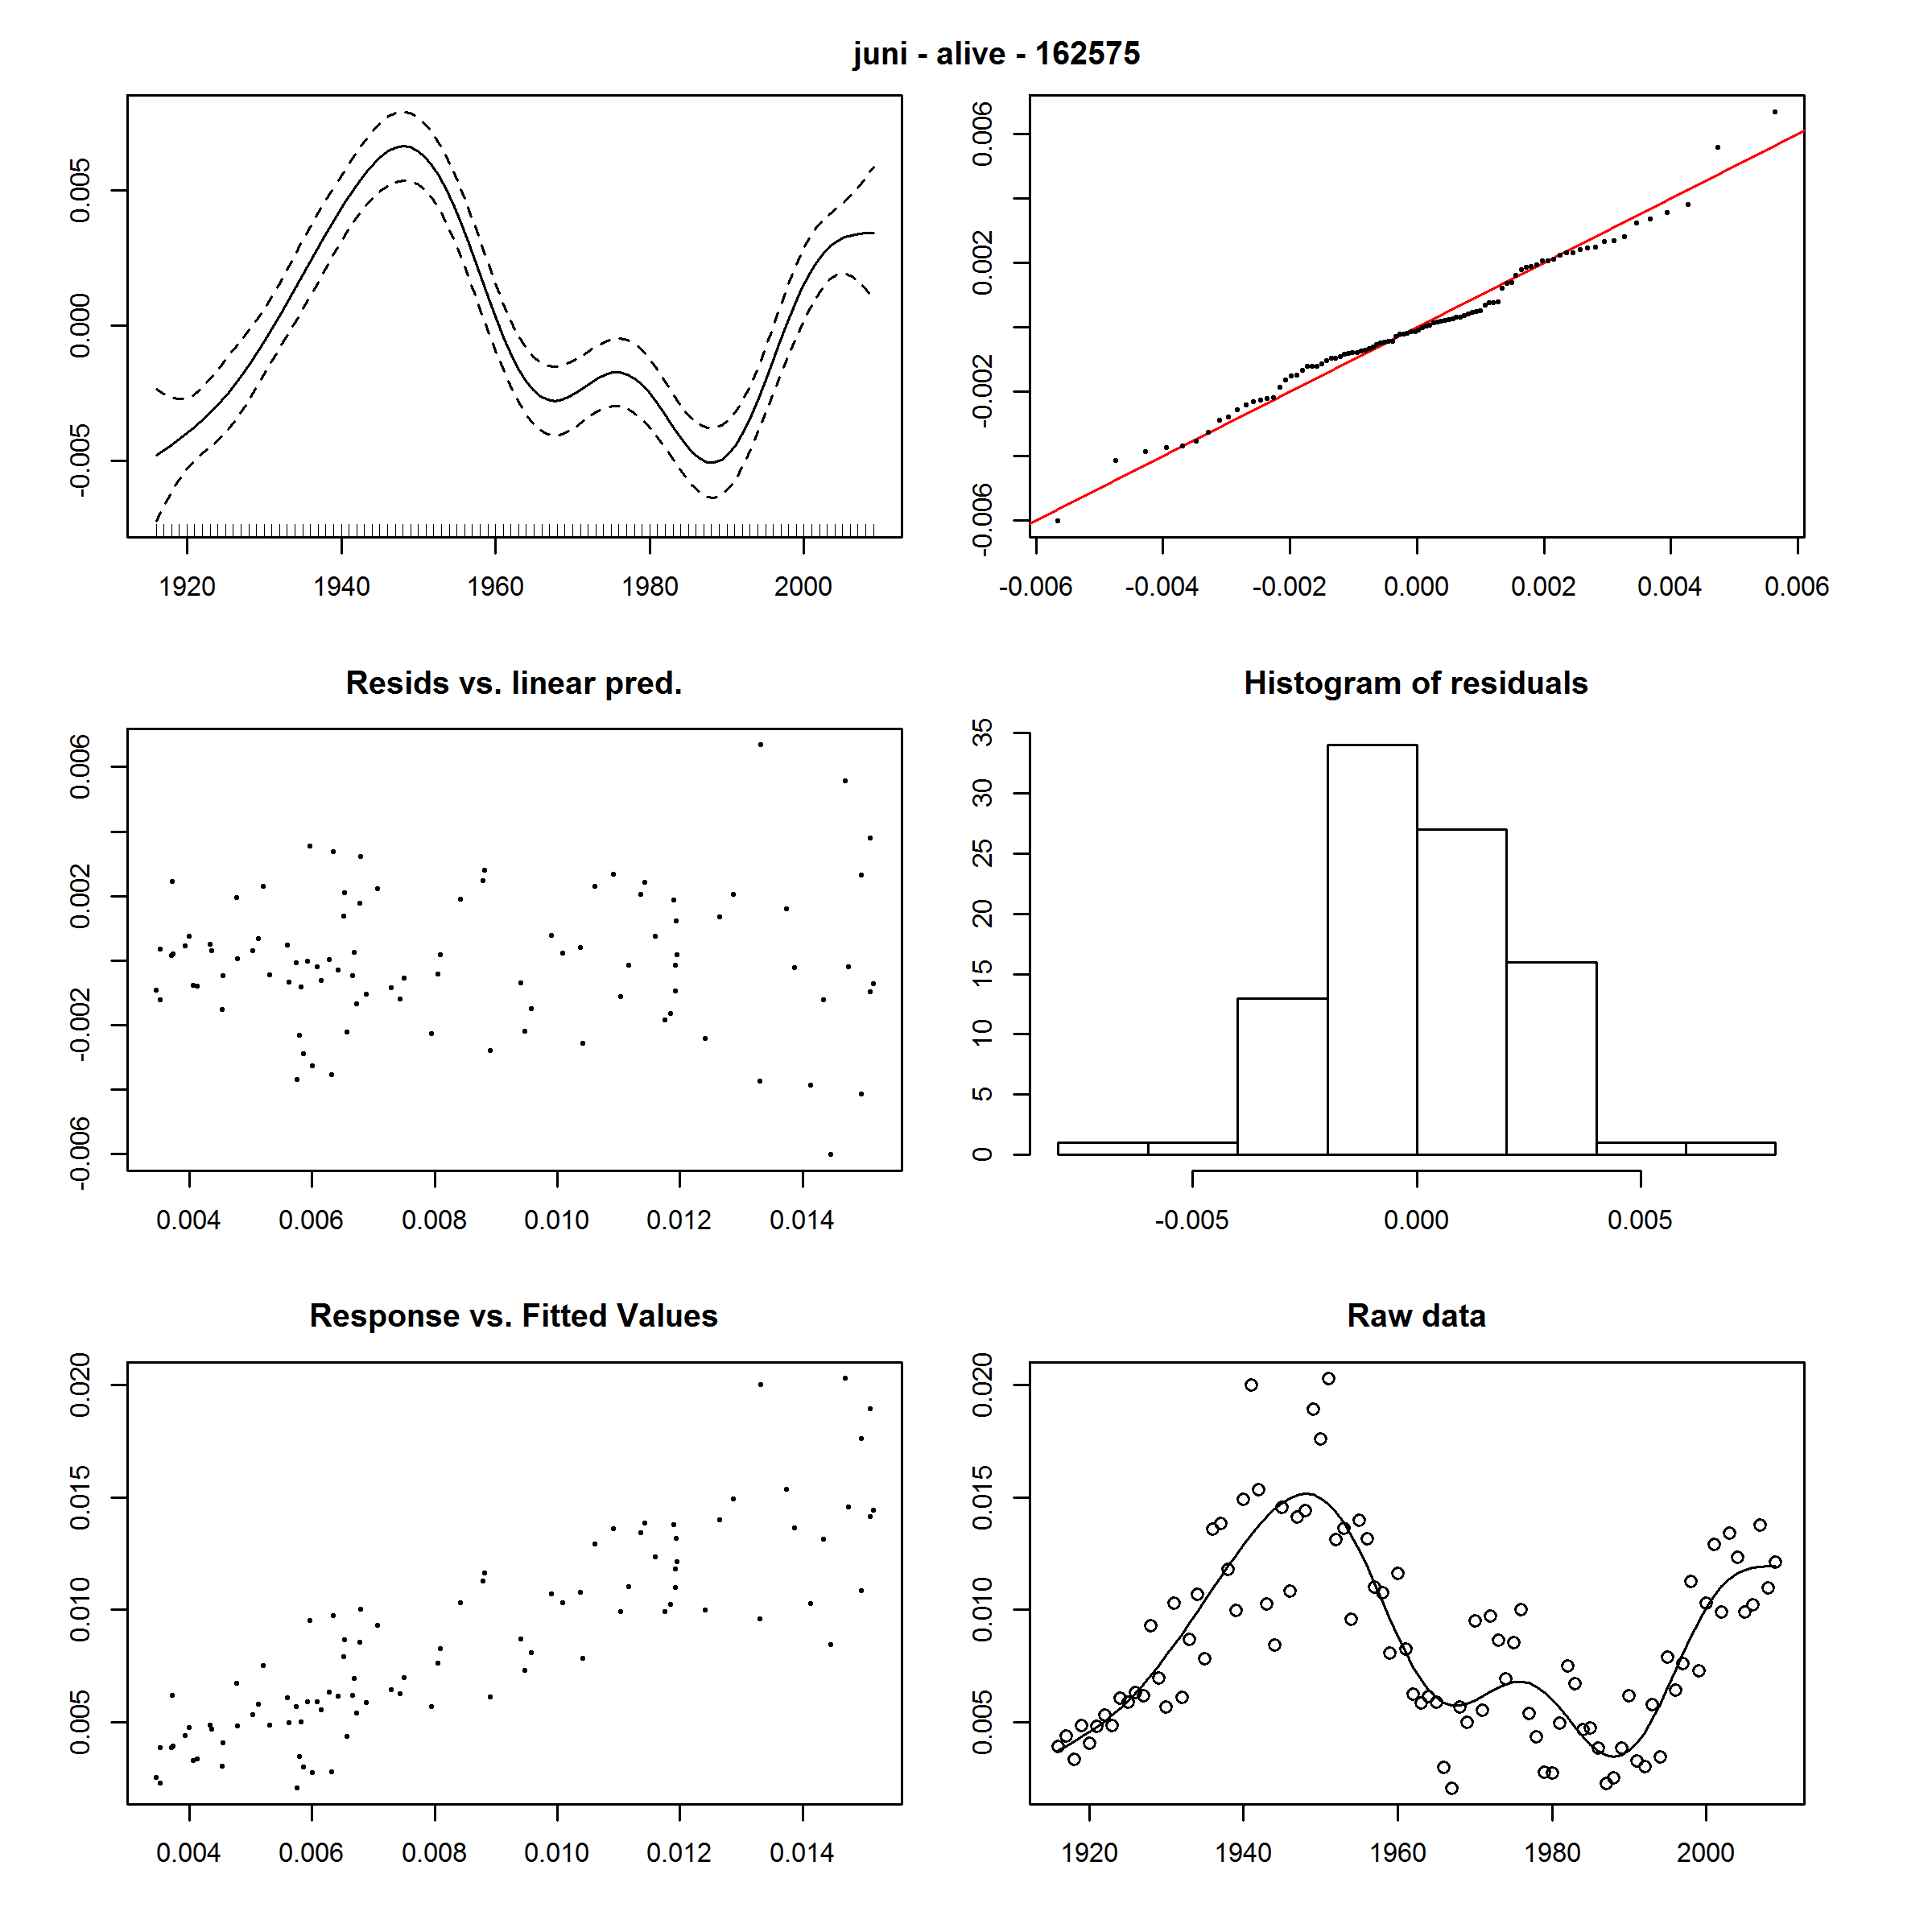 juni - alive - 162575
0.005
0.000
-0.005
1920 1940 1960 1980 2000
0.006
0.002
-0.002
-0.006
-0.006 -0.004 -0.002 0.000 0.002 0.004 0.006
Resids vs. linear pred.
0.006
0.002
-0.002
-0.006
0.004 0.006 0.008 0.010 0.012 0.014
Histogram of residuals
35
30
25
20
15
10
5
0
-0.005 0.000 0.005
Response vs. Fitted Values
0.020
0.015
0.010
0.005
0.004 0.006 0.008 0.010 0.012 0.014
Raw data
0.020
0.015
0.010
0.005
1920 1940 1960 1980 2000